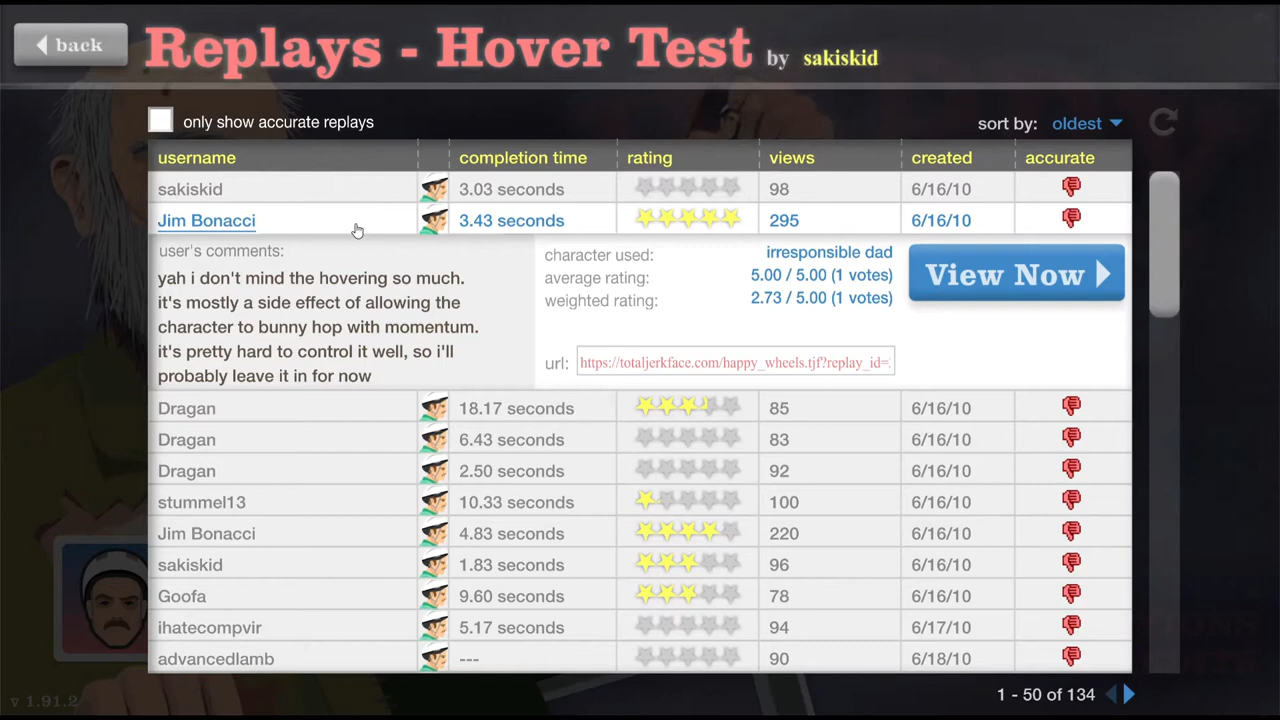 back
Replays - Hover Test by sakiskid
only show accurate replays
sort by: oldest
username completion time rating views created accurate
sakiskid 3.03 seconds 98 6/16/10
Jim Bonacci 3.43 seconds 295 6/16/10
user's comments:
yah i don't mind the hovering so much.
it's mostly a side effect of allowing the
character to bunny hop with momentum.
it's pretty hard to control it well, so i'll
probably leave it in for now
character used: irresponsible dad
average rating: 5.00 / 5.00 (1 votes)
weighted rating: 2.73 / 5.00 (1 votes)
View Now
url: https://totaljerkface.com/happy_wheels.tjf?replay_id=
Dragan 18.17 seconds 85 6/16/10
Dragan 6.43 seconds 83 6/16/10
Dragan 2.50 seconds 92 6/16/10
stummel13 10.33 seconds 100 6/16/10
Jim Bonacci 4.83 seconds 220 6/16/10
sakiskid 1.83 seconds 96 6/16/10
Goofa 9.60 seconds 78 6/16/10
ihatecompvir 5.17 seconds 94 6/17/10
advancedlamb --- 90 6/18/10
v 1.91.2
1 - 50 of 134